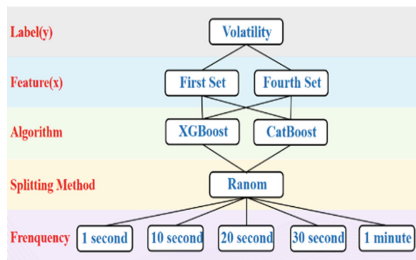 Label(y) Volatility
Feature(x) First Set Fourth Set
Algorithm XGBoost CatBoost
Splitting Method Ranom
Frenquency 1 second 10 second 20 second 30 second 1 minute